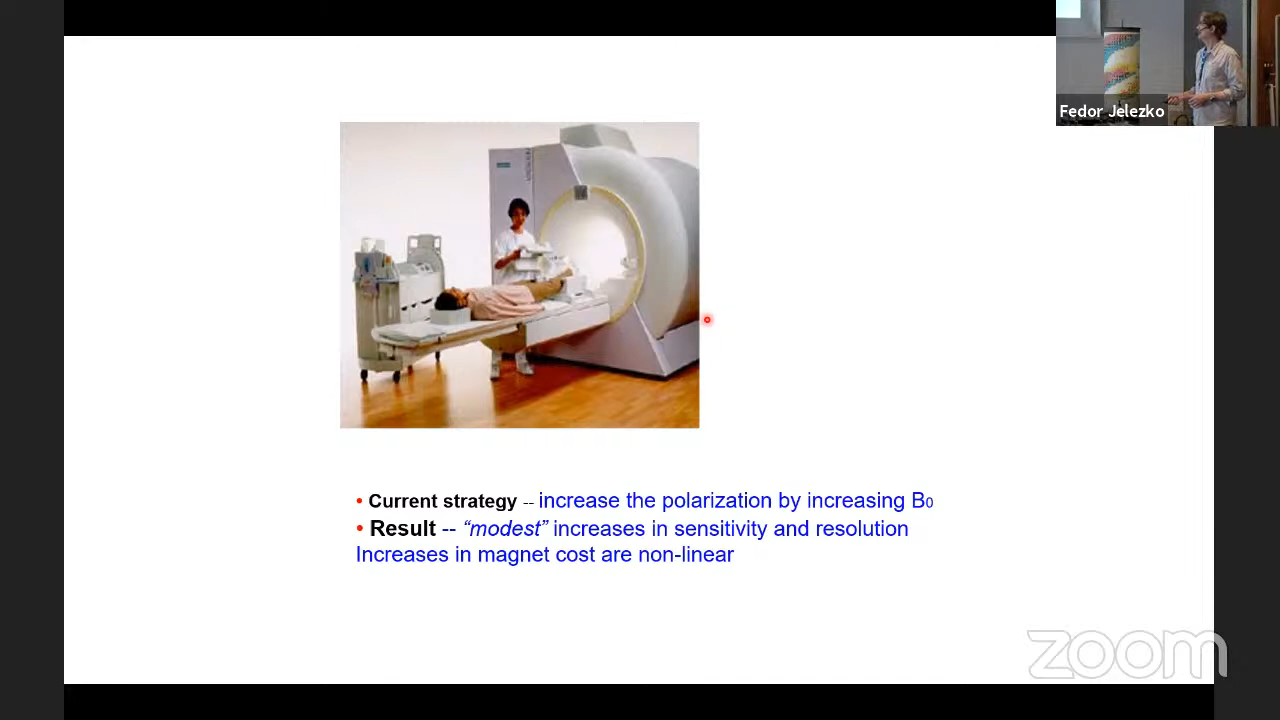 Fedor Jelezko
• Current strategy -- increase the polarization by increasing B₀
• Result -- “modest” increases in sensitivity and resolution
Increases in magnet cost are non-linear
zoom